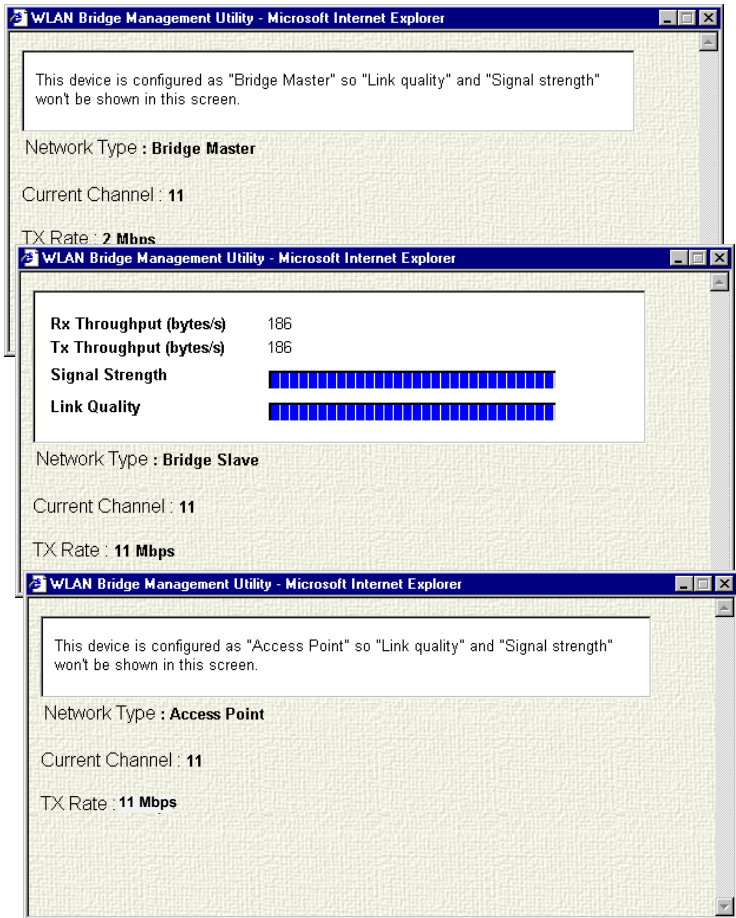 WLAN Bridge Management Utility - Microsoft Internet Explorer
This device is configured as "Bridge Master" so "Link quality" and "Signal strength"
won't be shown in this screen.
Network Type : Bridge Master
Current Channel : 11
TX Rate : 2 Mbps
WLAN Bridge Management Utility - Microsoft Internet Explorer
Rx Throughput (bytes/s) 186
Tx Throughput (bytes/s) 186
Signal Strength
Link Quality
Network Type : Bridge Slave
Current Channel : 11
TX Rate : 11 Mbps
WLAN Bridge Management Utility - Microsoft Internet Explorer
This device is configured as "Access Point" so "Link quality" and "Signal strength"
won't be shown in this screen.
Network Type : Access Point
Current Channel : 11
TX Rate : 11 Mbps